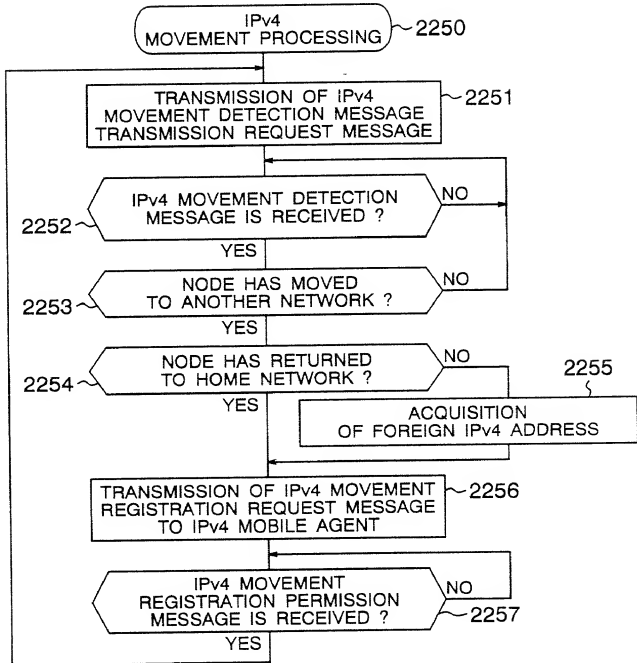 IPv4
MOVEMENT PROCESSING
2250
TRANSMISSION OF IPv4
MOVEMENT DETECTION MESSAGE
TRANSMISSION REQUEST MESSAGE
2251
IPv4 MOVEMENT DETECTION
MESSAGE IS RECEIVED ?
NO
2252
YES
NODE HAS MOVED
TO ANOTHER NETWORK ?
NO
2253
YES
NODE HAS RETURNED
TO HOME NETWORK ?
NO
2254
YES
2255
ACQUISITION
OF FOREIGN IPv4 ADDRESS
TRANSMISSION OF IPv4 MOVEMENT
REGISTRATION REQUEST MESSAGE
TO IPv4 MOBILE AGENT
2256
IPv4 MOVEMENT
REGISTRATION PERMISSION
MESSAGE IS RECEIVED ?
NO
2257
YES